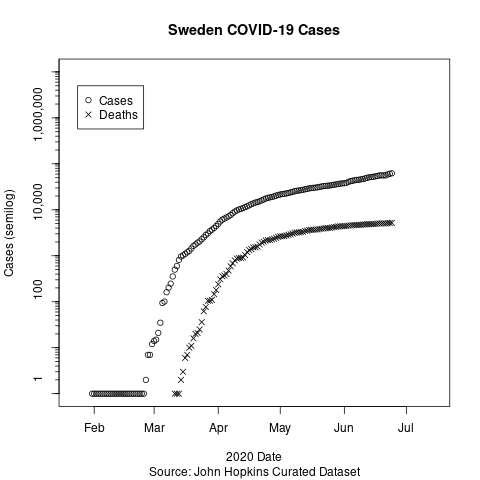 Sweden COVID-19 Cases
Cases
Deaths
Cases (semilog)
1,000,000
10,000
100
1
Feb Mar Apr May Jun Jul
2020 Date
Source: John Hopkins Curated Dataset